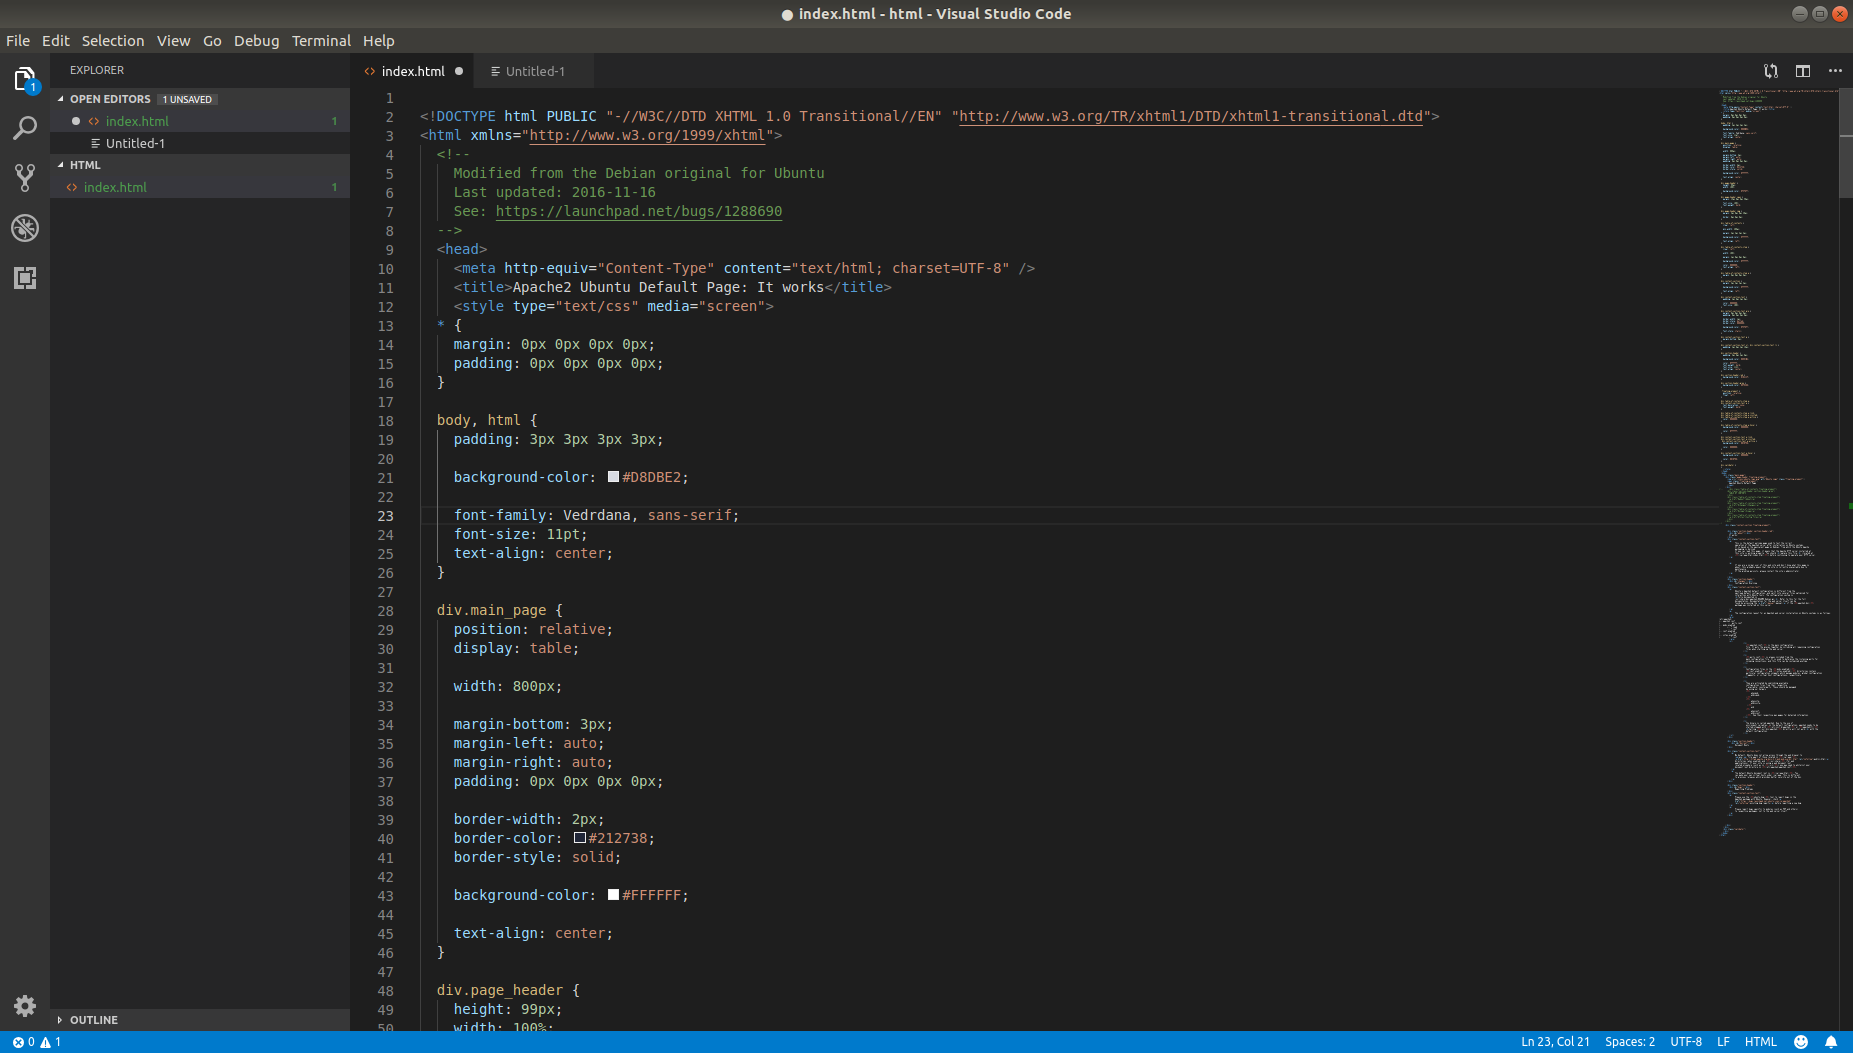 ● index.html - html - Visual Studio Code
File Edit Selection View Go Debug Terminal Help
1
EXPLORER
OPEN EDITORS 1 UNSAVED
● <> index.html 1
Untitled-1
HTML
<> index.html 1
OUTLINE
<> index.html ● Untitled-1
1
2 <!DOCTYPE html PUBLIC "-//W3C//DTD XHTML 1.0 Transitional//EN" "http://www.w3.org/TR/xhtml1/DTD/xhtml1-transitional.dtd">
3 <html xmlns="http://www.w3.org/1999/xhtml">
4 <!--
5 Modified from the Debian original for Ubuntu
6 Last updated: 2016-11-16
7 See: https://launchpad.net/bugs/1288690
8 -->
9 <head>
10 <meta http-equiv="Content-Type" content="text/html; charset=UTF-8" />
11 <title>Apache2 Ubuntu Default Page: It works</title>
12 <style type="text/css" media="screen">
13 * {
14 margin: 0px 0px 0px 0px;
15 padding: 0px 0px 0px 0px;
16 }
17
18 body, html {
19 padding: 3px 3px 3px 3px;
20
21 background-color: #D8DBE2;
22
23 font-family: Vedrdana, sans-serif;
24 font-size: 11pt;
25 text-align: center;
26 }
27
28 div.main_page {
29 position: relative;
30 display: table;
31
32 width: 800px;
33
34 margin-bottom: 3px;
35 margin-left: auto;
36 margin-right: auto;
37 padding: 0px 0px 0px 0px;
38
39 border-width: 2px;
40 border-color: #212738;
41 border-style: solid;
42
43 background-color: #FFFFFF;
44
45 text-align: center;
46 }
47
48 div.page_header {
49 height: 99px;
50 width: 100%;
0 1 Ln 23, Col 21 Spaces: 2 UTF-8 LF HTML